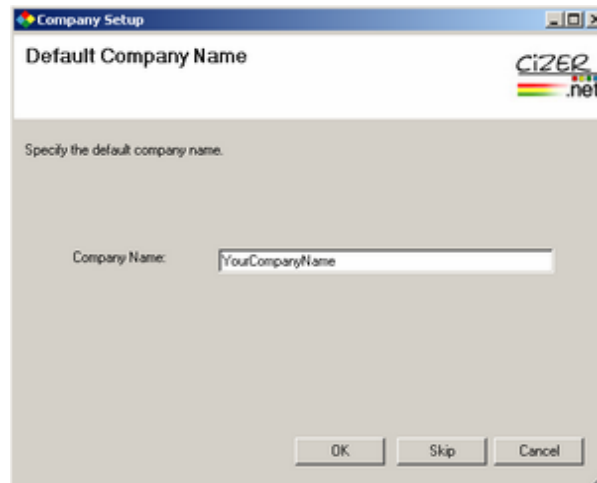 Company Setup
Default Company Name
CiZER
.net
Specify the default company name.
Company Name: YourCompanyName
OK Skip Cancel